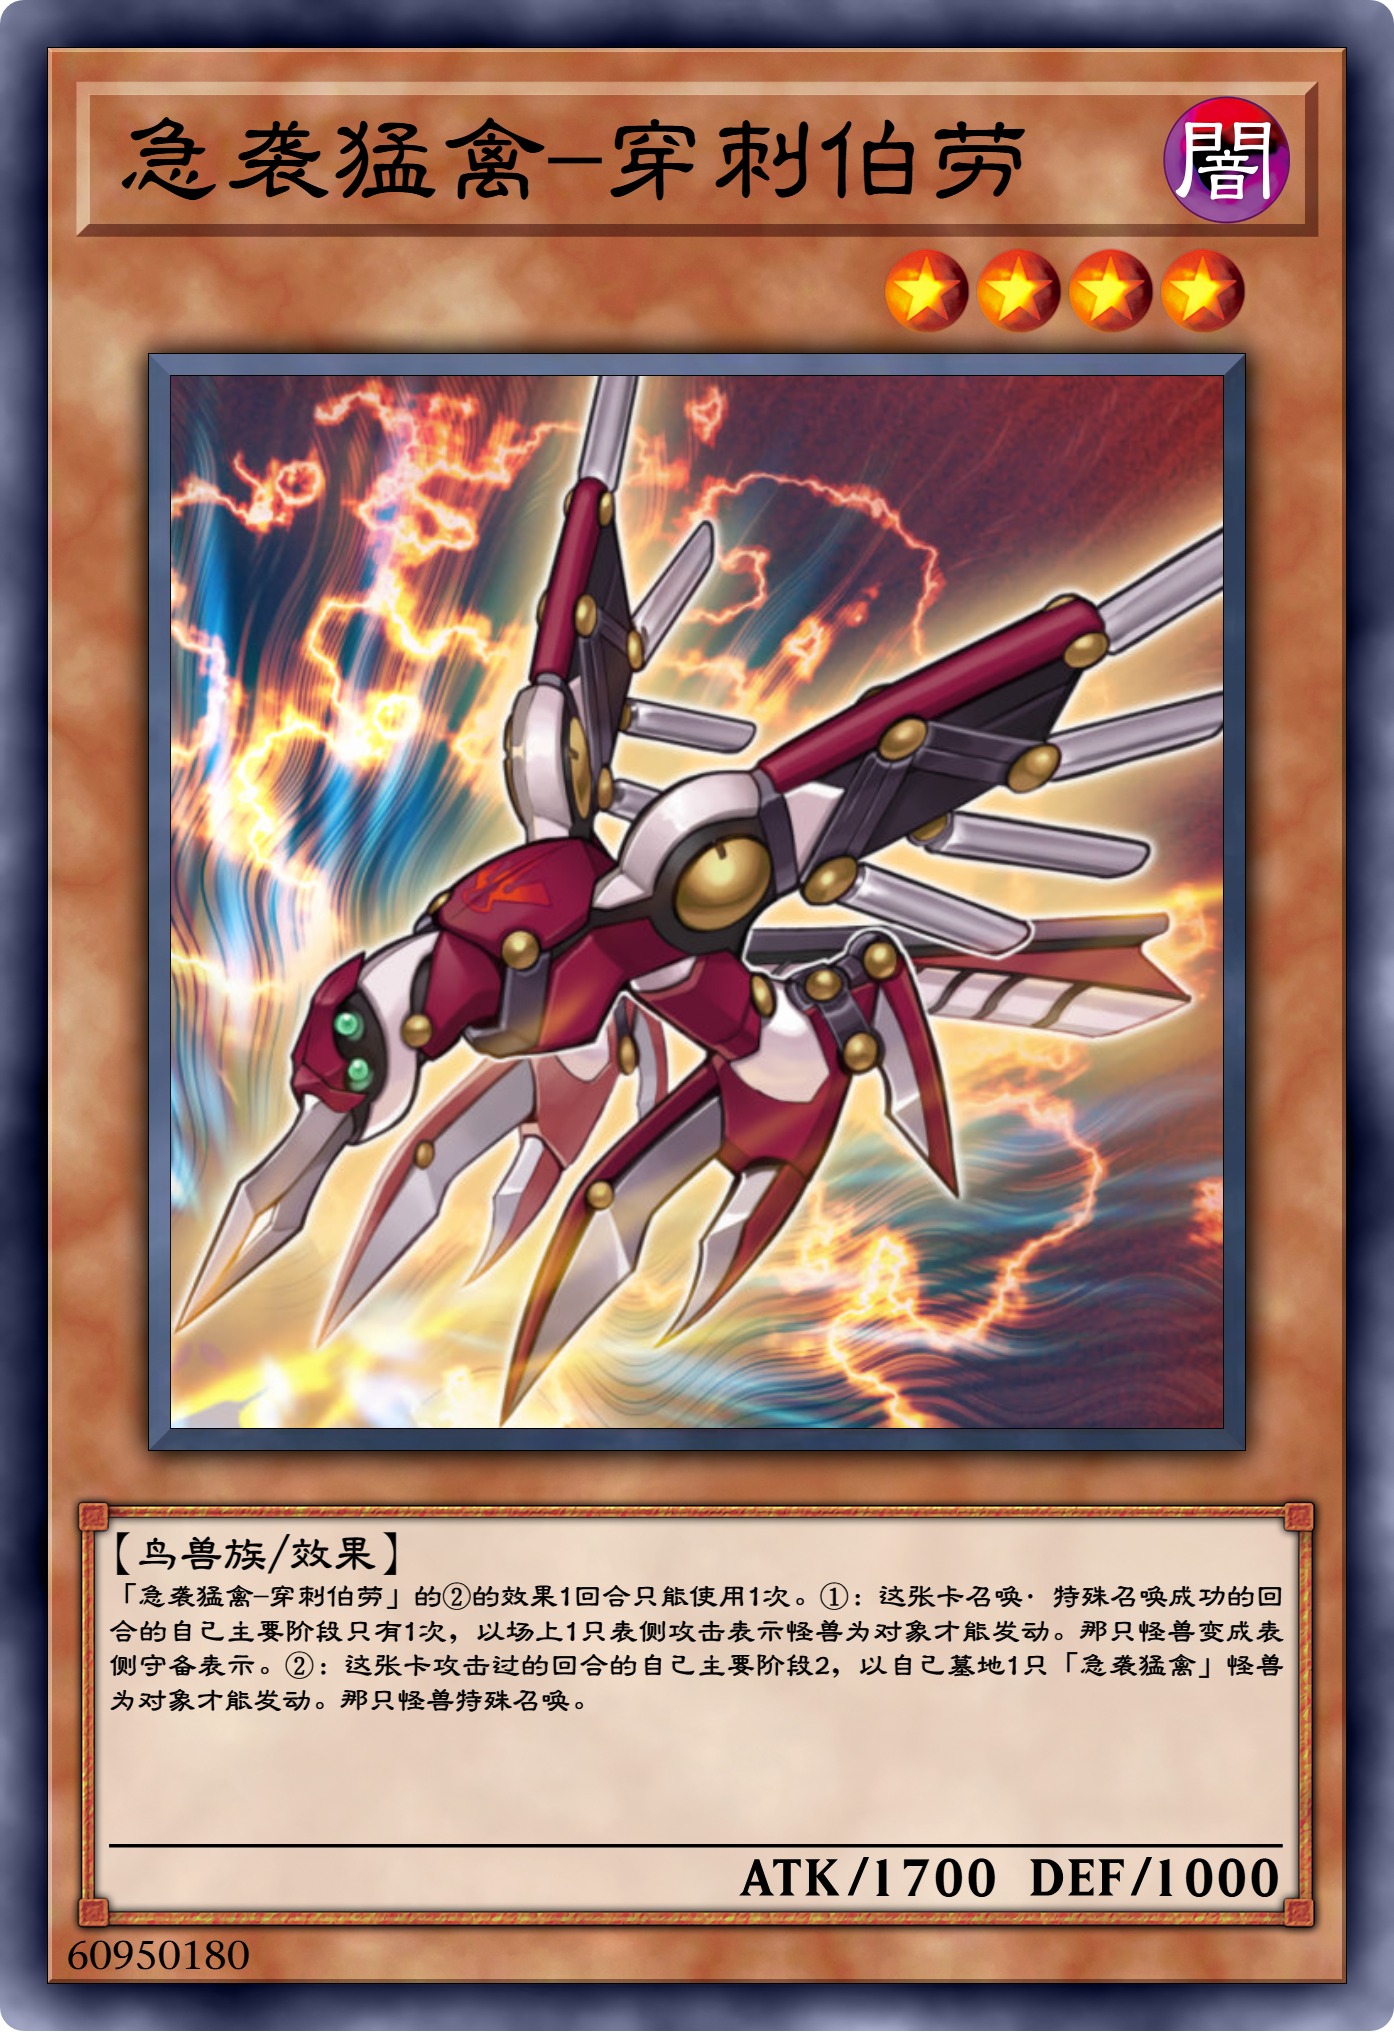 急袭猛禽-穿刺伯劳
闇
【鸟兽族/效果】
「急袭猛禽-穿刺伯劳」的②的效果1回合只能使用1次。①：这张卡召唤·特殊召唤成功的回
合的自己主要阶段只有1次，以场上1只表侧攻击表示怪兽为对象才能发动。那只怪兽变成表
侧守备表示。②：这张卡攻击过的回合的自己主要阶段2，以自己墓地1只「急袭猛禽」怪兽
为对象才能发动。那只怪兽特殊召唤。
ATK/1700 DEF/1000
60950180